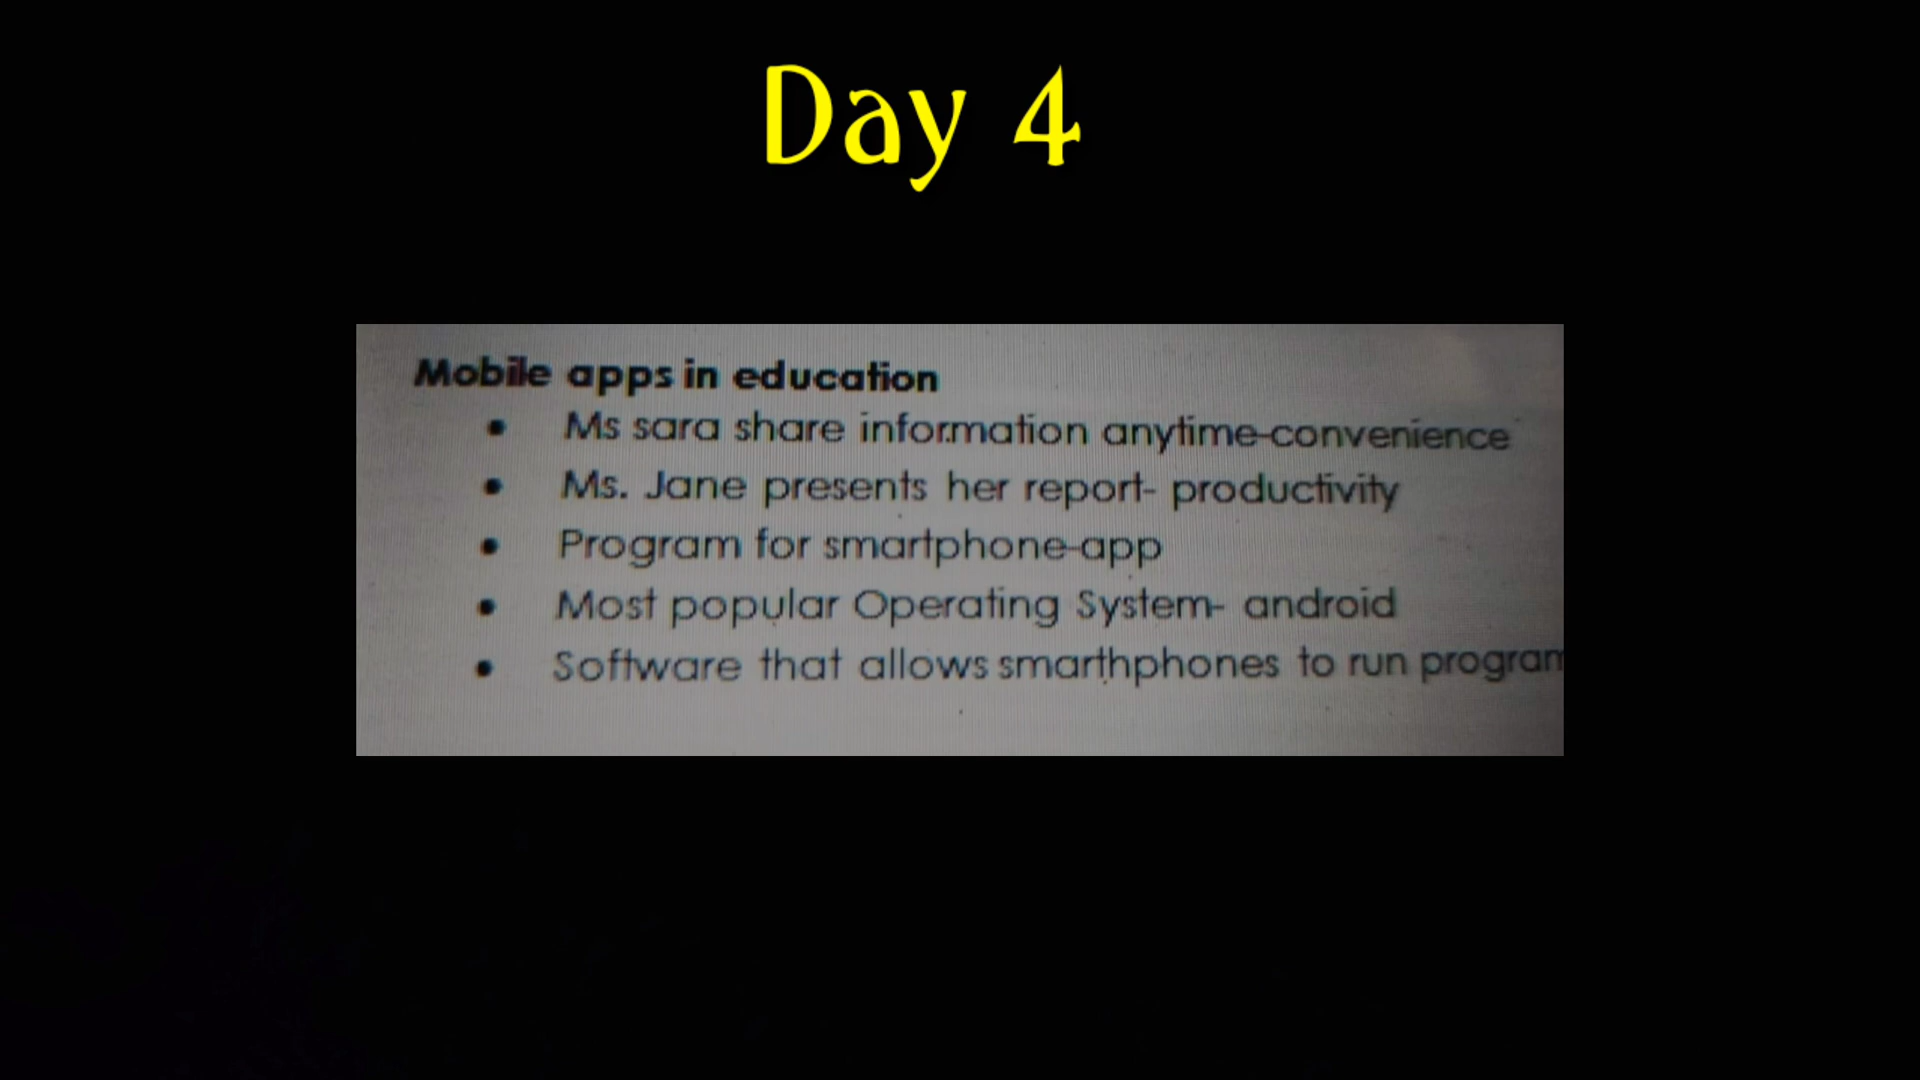 Day 4
Mobile apps in education
• Ms sara share information anytime-convenience
• Ms. Jane presents her report- productivity
• Program for smartphone-app
• Most popular Operating System- android
• Software that allows smarthphones to run